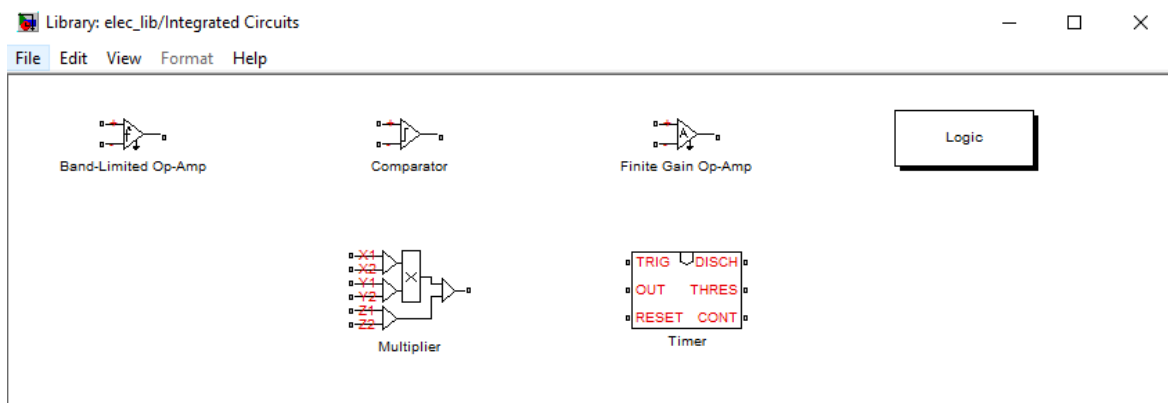 Library: elec_lib/Integrated Circuits
File Edit View Format Help
f
A
Logic
Band-Limited Op-Amp
Comparator
Finite Gain Op-Amp
X1
X2
Y1
Y2
Z1
Z2
×
Multiplier
TRIG DISCH
OUT THRES
RESET CONT
Timer